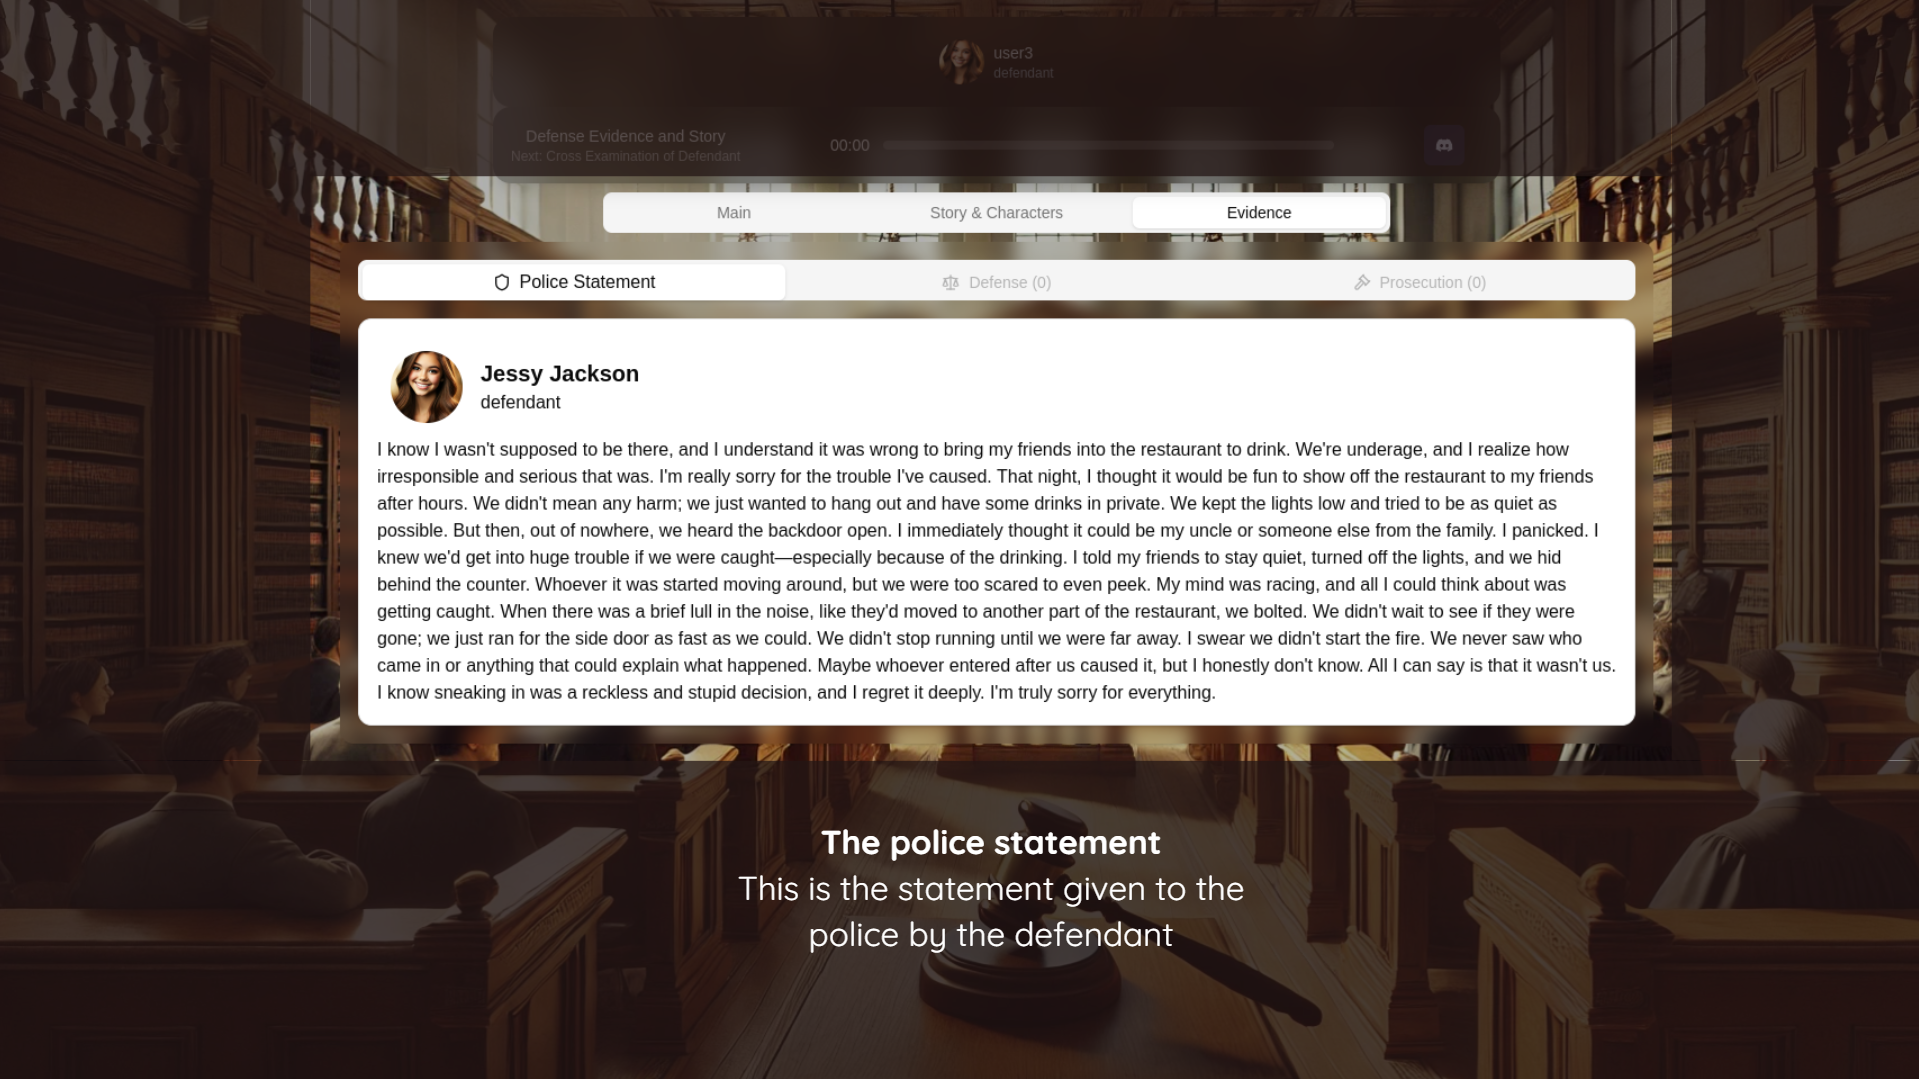 user3
defendant
Defense Evidence and Story
Next: Cross Examination of Defendant
00:00
Main
Story & Characters
Evidence
Police Statement
Defense (0)
Prosecution (0)
Jessy Jackson
defendant
I know I wasn't supposed to be there, and I understand it was wrong to bring my friends into the restaurant to drink. We're underage, and I realize how
irresponsible and serious that was. I'm really sorry for the trouble I've caused. That night, I thought it would be fun to show off the restaurant to my friends
after hours. We didn't mean any harm; we just wanted to hang out and have some drinks in private. We kept the lights low and tried to be as quiet as
possible. But then, out of nowhere, we heard the backdoor open. I immediately thought it could be my uncle or someone else from the family. I panicked. I
knew we'd get into huge trouble if we were caught—especially because of the drinking. I told my friends to stay quiet, turned off the lights, and we hid
behind the counter. Whoever it was started moving around, but we were too scared to even peek. My mind was racing, and all I could think about was
getting caught. When there was a brief lull in the noise, like they'd moved to another part of the restaurant, we bolted. We didn't wait to see if they were
gone; we just ran for the side door as fast as we could. We didn't stop running until we were far away. I swear we didn't start the fire. We never saw who
came in or anything that could explain what happened. Maybe whoever entered after us caused it, but I honestly don't know. All I can say is that it wasn't us.
I know sneaking in was a reckless and stupid decision, and I regret it deeply. I'm truly sorry for everything.
The police statement
This is the statement given to the
police by the defendant